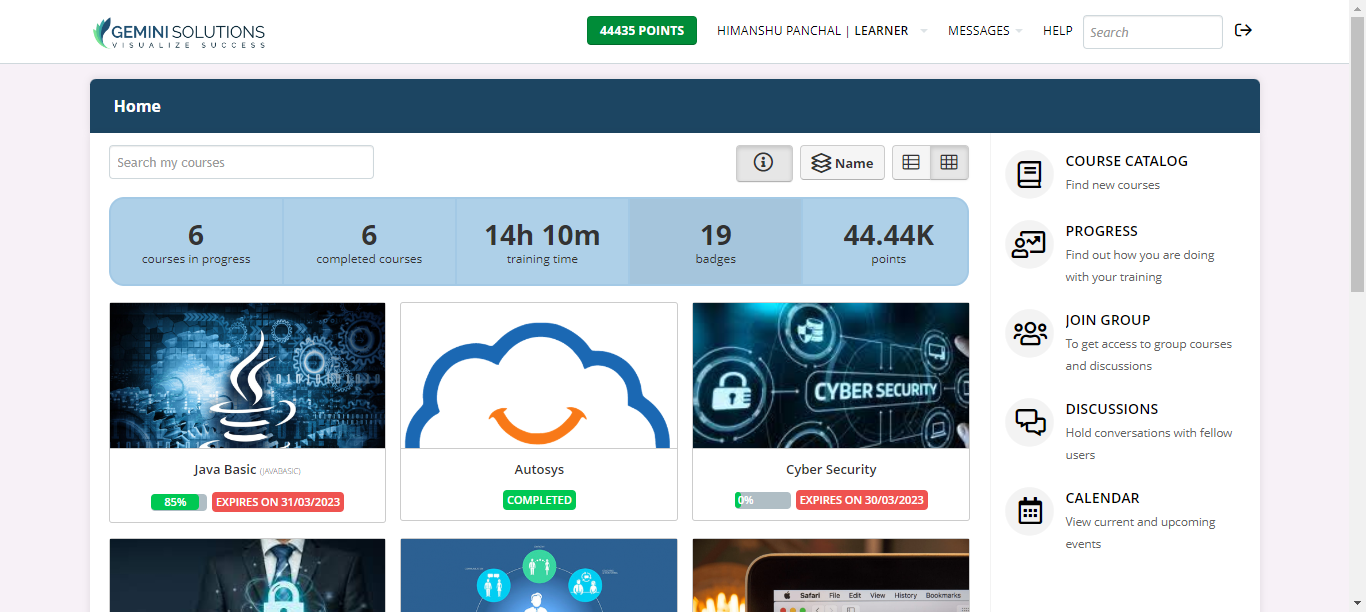 GEMINI SOLUTIONS
VISUALIZE SUCCESS
44435 POINTS
HIMANSHU PANCHAL | LEARNER
MESSAGES
HELP
Search
Home
Search my courses
Name
6
courses in progress
6
completed courses
14h 10m
training time
19
badges
44.44K
points
COURSE CATALOG
Find new courses
PROGRESS
Find out how you are doing
with your training
JOIN GROUP
To get access to group courses
and discussions
DISCUSSIONS
Hold conversations with fellow
users
CALENDAR
View current and upcoming
events
CYBER SECURITY
Java Basic (JAVABASIC)
85%
EXPIRES ON 31/03/2023
Autosys
COMPLETED
Cyber Security
0%
EXPIRES ON 30/03/2023
Safari File Edit View History Bookmarks